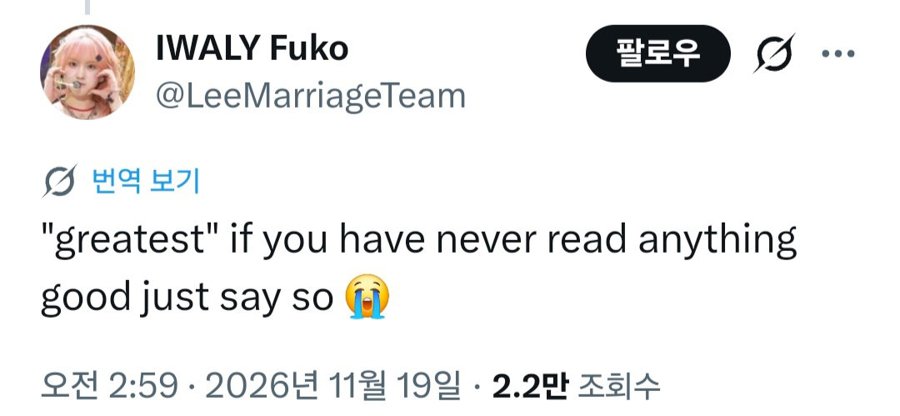 IWALY Fuko
팔로우
@LeeMarriageTeam
번역 보기
"greatest" if you have never read anything
good just say so 😭
오전 2:59 · 2026년 11월 19일 · 2.2만 조회수